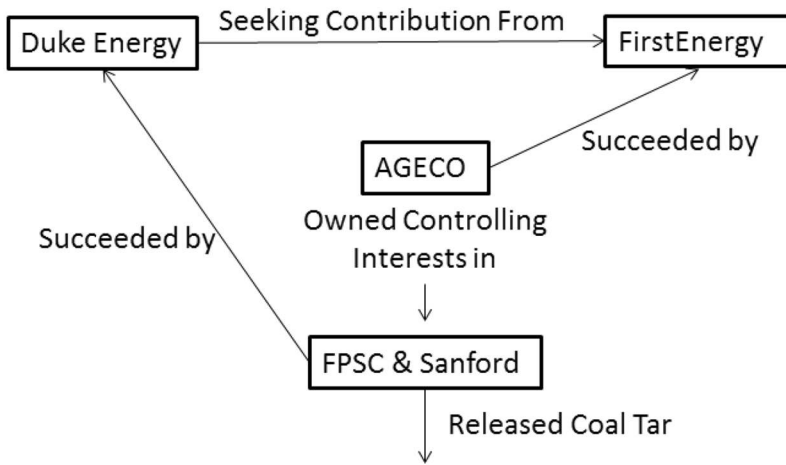 Seeking Contribution From
Duke Energy
FirstEnergy
AGECO
Succeeded by
Owned Controlling
Interests in
Succeeded by
FPSC & Sanford
Released Coal Tar